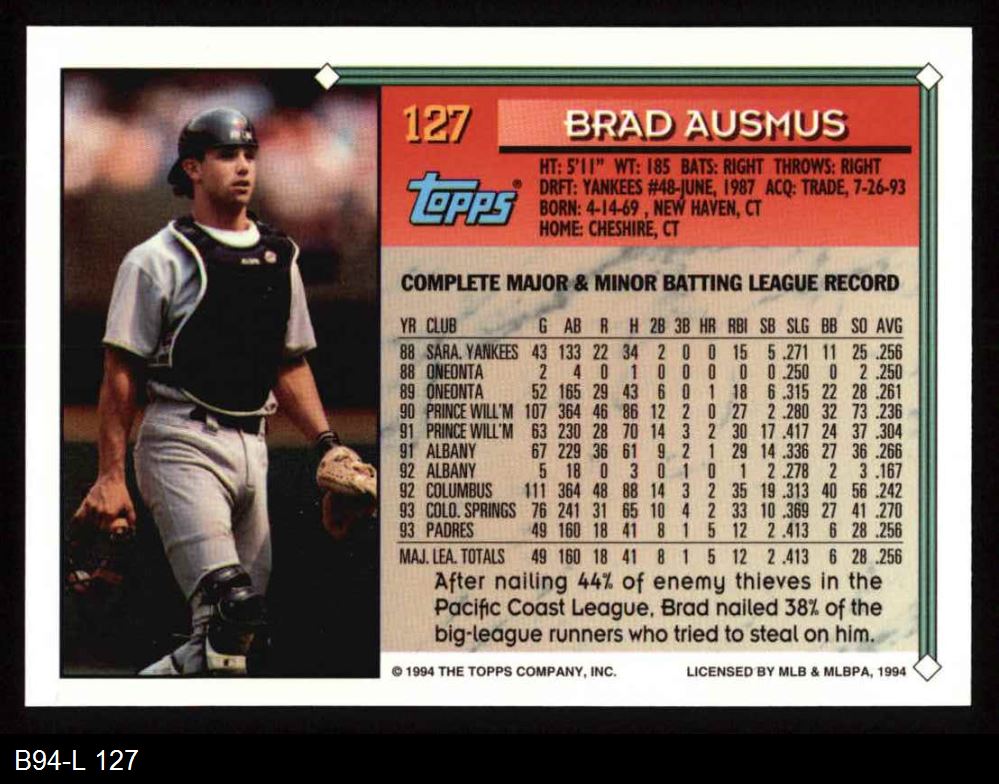 127
BRAD AUSMUS
Topps®
HT: 5'11" WT: 185 BATS: RIGHT THROWS: RIGHT
DRFT: YANKEES #48-JUNE, 1987 ACQ: TRADE, 7-26-93
BORN: 4-14-69 , NEW HAVEN, CT
HOME: CHESHIRE, CT
COMPLETE MAJOR & MINOR BATTING LEAGUE RECORD
YR CLUB G AB R H 2B 3B HR RBI SB SLG BB SO AVG
88 SARA. YANKEES 43 133 22 34 2 0 0 15 5 .271 11 25 .256
88 ONEONTA 2 4 0 1 0 0 0 0 0 .250 0 2 .250
89 ONEONTA 52 165 29 43 6 0 1 18 6 .315 22 28 .261
90 PRINCE WILL'M 107 364 46 86 12 2 0 27 2 .280 32 73 .236
91 PRINCE WILL'M 63 230 28 70 14 3 2 30 17 .417 24 37 .304
91 ALBANY 67 229 36 61 9 2 1 29 14 .336 27 36 .266
92 ALBANY 5 18 0 3 0 1 0 1 2 .278 2 3 .167
92 COLUMBUS 111 364 48 88 14 3 2 35 19 .313 40 56 .242
93 COLO. SPRINGS 76 241 31 65 10 4 2 33 10 .369 27 41 .270
93 PADRES 49 160 18 41 8 1 5 12 2 .413 6 28 .256
MAJ. LEA. TOTALS 49 160 18 41 8 1 5 12 2 .413 6 28 .256
After nailing 44% of enemy thieves in the
Pacific Coast League, Brad nailed 38% of the
big-league runners who tried to steal on him.
© 1994 THE TOPPS COMPANY, INC. LICENSED BY MLB & MLBPA, 1994
B94-L 127